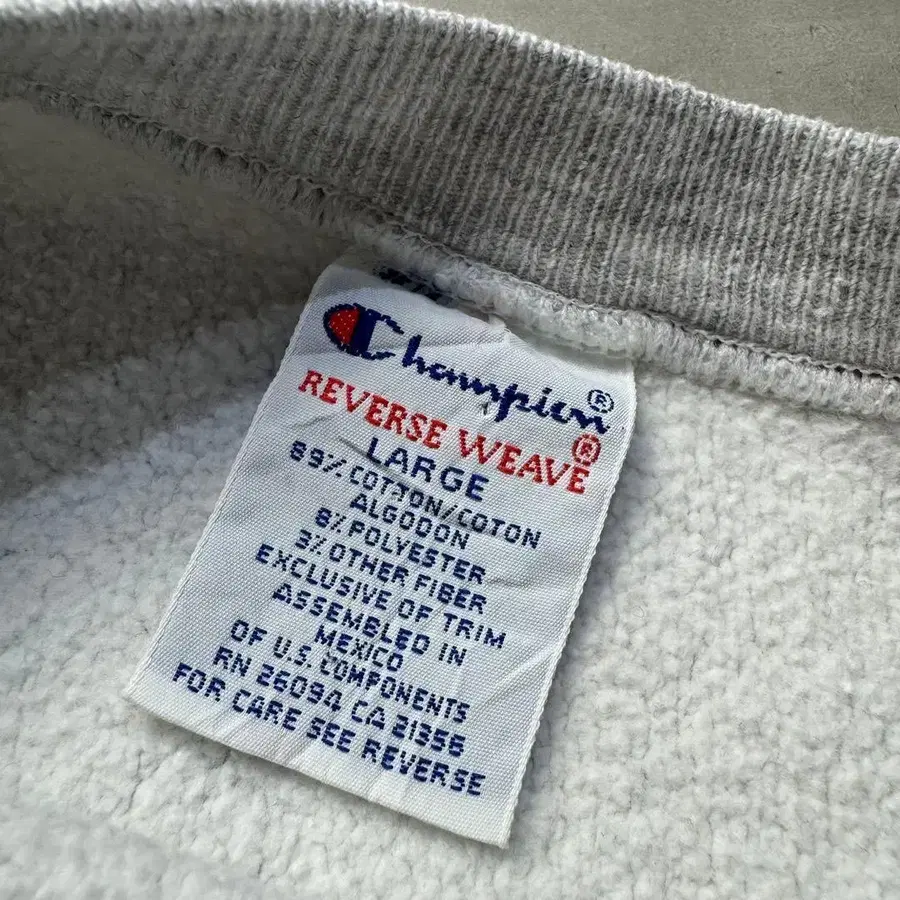 Champion®
REVERSE WEAVE®
LARGE
89% COTTON/COTON
ALGODON
8% POLYESTER
3% OTHER FIBER
EXCLUSIVE OF TRIM
ASSEMBLED IN
MEXICO
OF U.S. COMPONENTS
RN 26094 CA 21356
FOR CARE SEE REVERSE